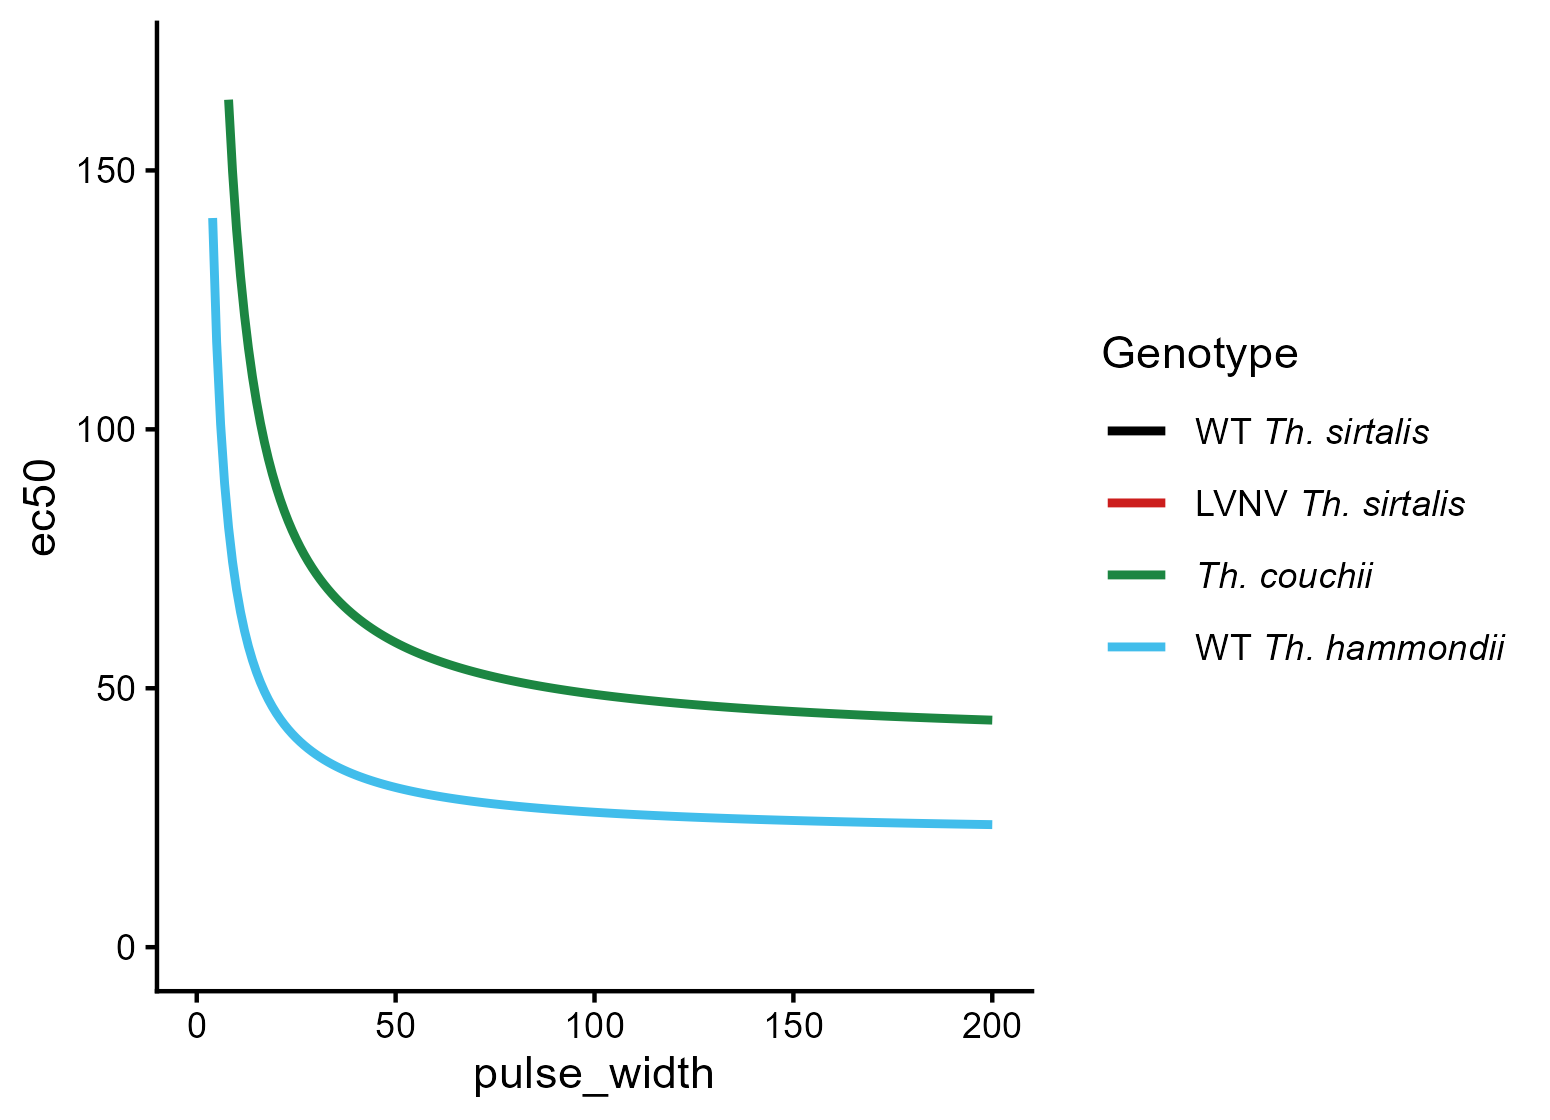 150
100
50
0
ec50
0 50 100 150 200
pulse_width
Genotype
WT Th. sirtalis
LVNV Th. sirtalis
Th. couchii
WT Th. hammondii